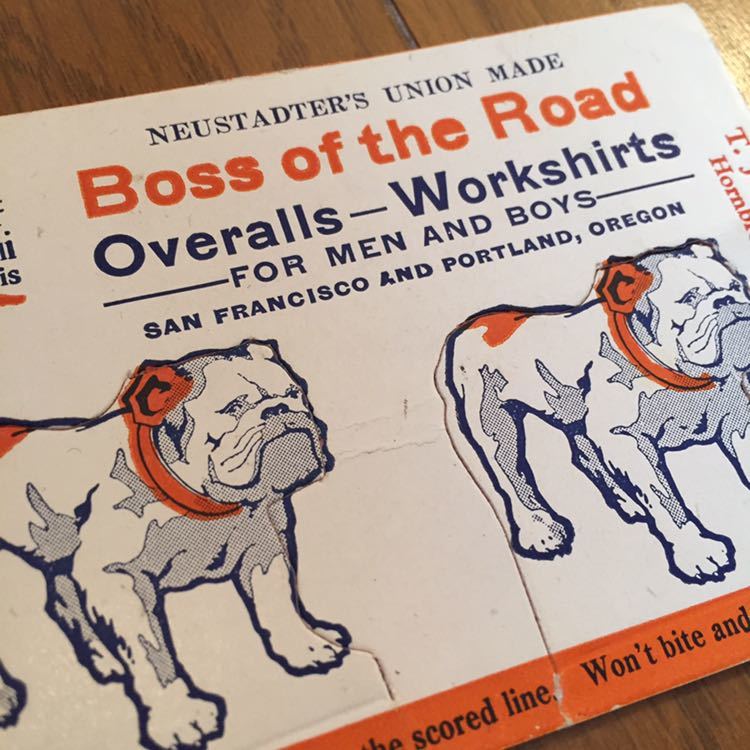 NEUSTADTER'S UNION MADE
Boss of the Road
Overalls—Workshirts
FOR MEN AND BOYS
SAN FRANCISCO AND PORTLAND, OREGON
is
T.
C
C
the scored line. Won't bite and